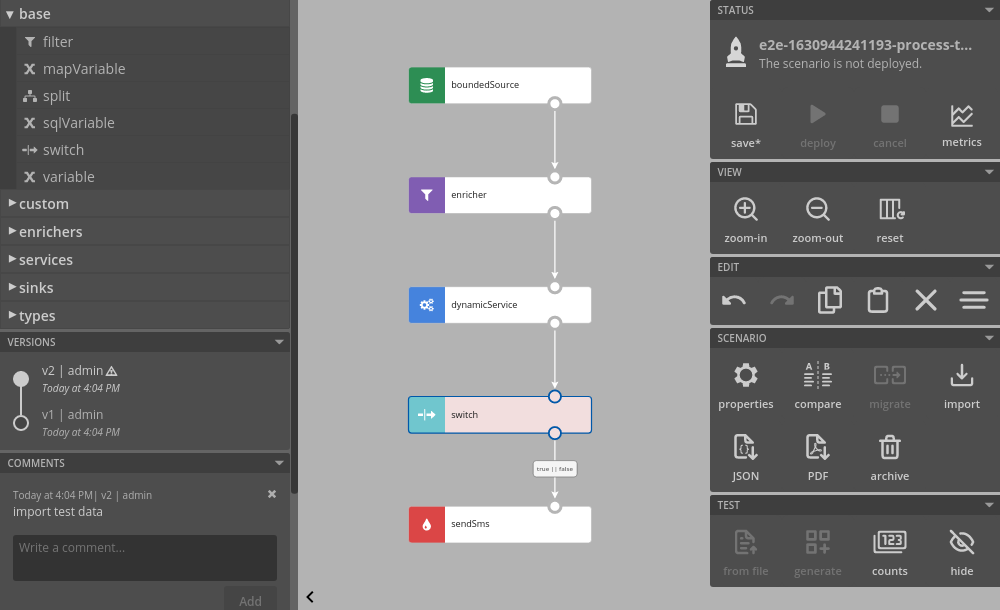 base
filter
mapVariable
split
sqlVariable
switch
variable
custom
enrichers
services
sinks
types
VERSIONS
v2 | admin
Today at 4:04 PM
v1 | admin
Today at 4:04 PM
COMMENTS
Today at 4:04 PM| v2 | admin
import test data
Write a comment...
Add
boundedSource
enricher
dynamicService
switch
true || false
sendSms
STATUS
e2e-1630944241193-process-t...
The scenario is not deployed.
save* deploy cancel metrics
VIEW
zoom-in zoom-out reset
EDIT
SCENARIO
A B
properties compare migrate import
JSON PDF archive
TEST
123
from file generate counts hide